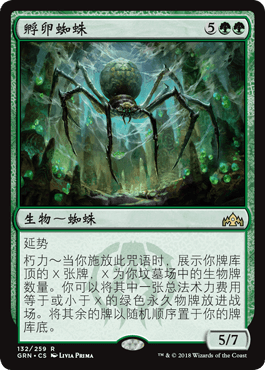 孵卵蜘蛛 5
生物～蜘蛛
延势
朽力～当你施放此咒语时，展示你牌库
顶的 X 张牌，X 为你坟墓场中的生物牌
数量。你可以将其中一张总法术力费用
等于或小于 X 的绿色永久物牌放进战
场。将其余的牌以随机顺序置于你的牌
库底。
5/7
132/259 R
GRN • CS LIVIA PRIMA
™ & © 2018 Wizards of the Coast